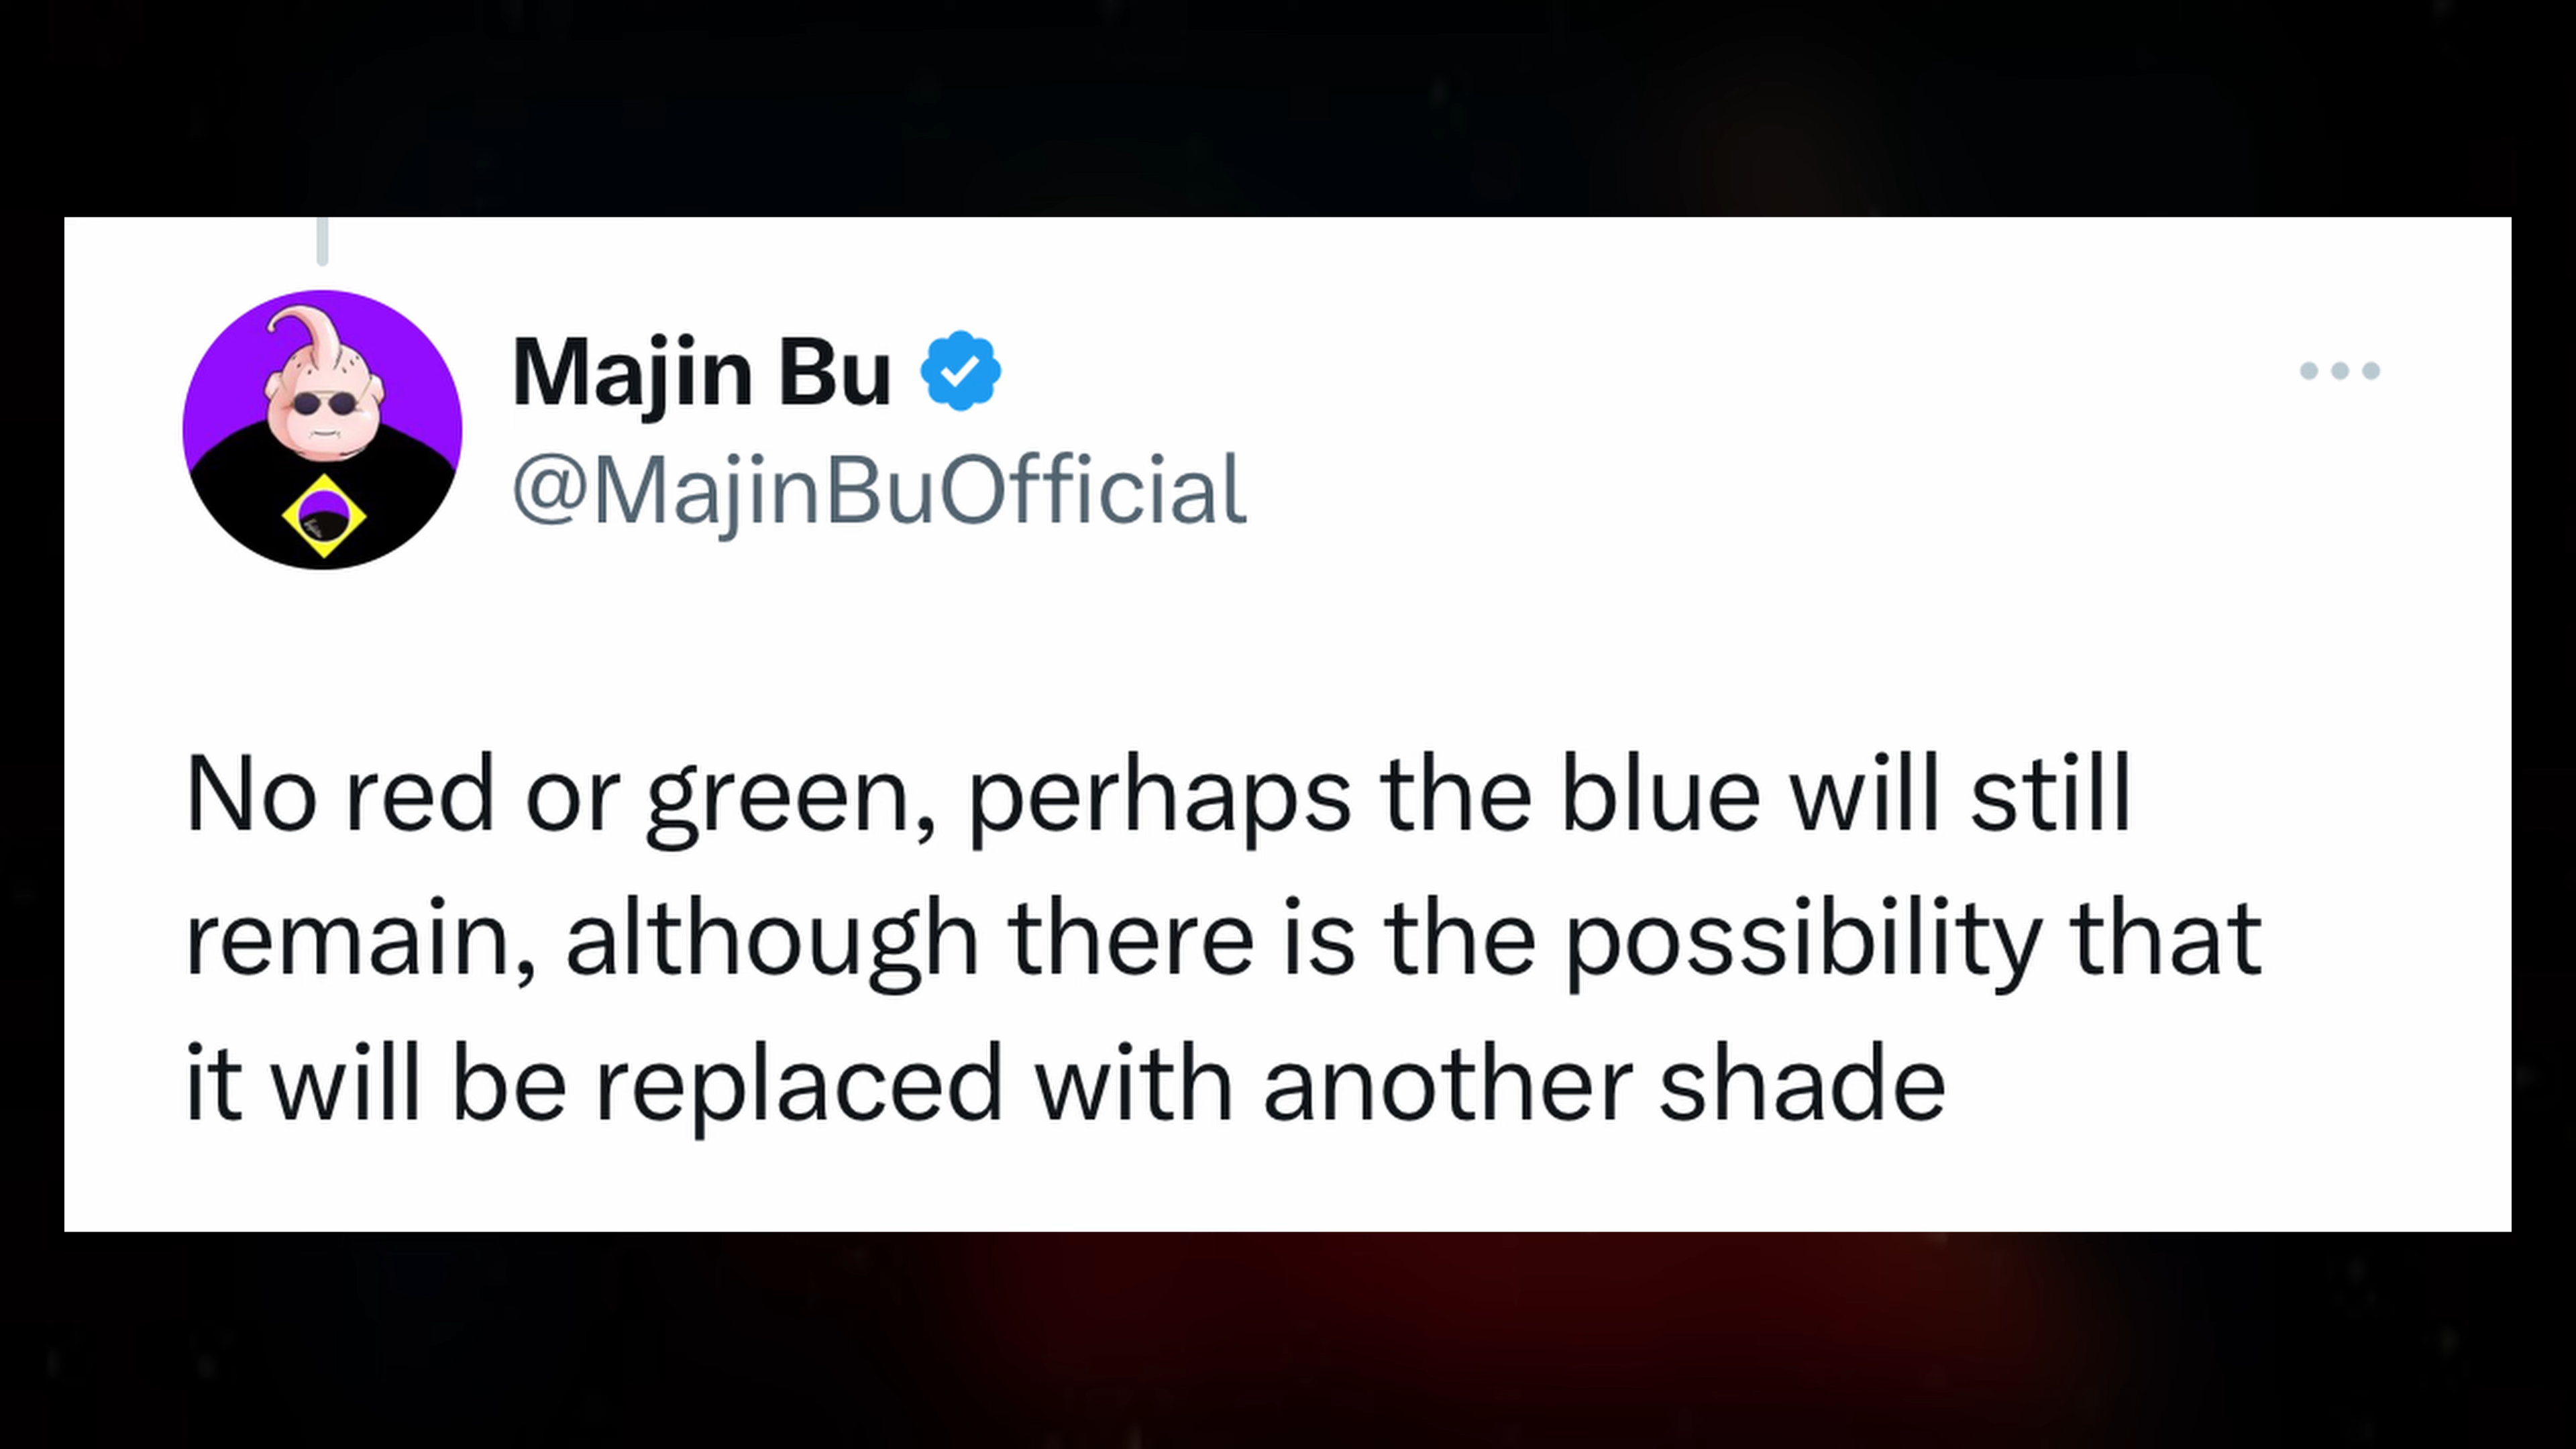 Majin Bu
@MajinBuOfficial
No red or green, perhaps the blue will still
remain, although there is the possibility that
it will be replaced with another shade